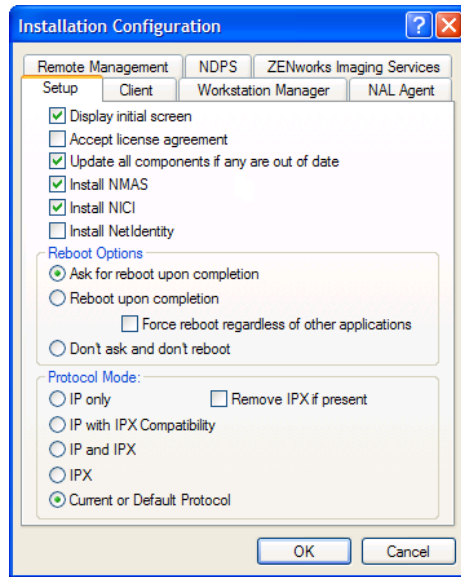 Installation Configuration
Remote Management NDPS ZENworks Imaging Services
Setup Client Workstation Manager NAL Agent
Display initial screen
Accept license agreement
Update all components if any are out of date
Install NMAS
Install NICI
Install NetIdentity
Reboot Options
Ask for reboot upon completion
Reboot upon completion
Force reboot regardless of other applications
Don't ask and don't reboot
Protocol Mode:
IP only Remove IPX if present
IP with IPX Compatibility
IP and IPX
IPX
Current or Default Protocol
OK Cancel